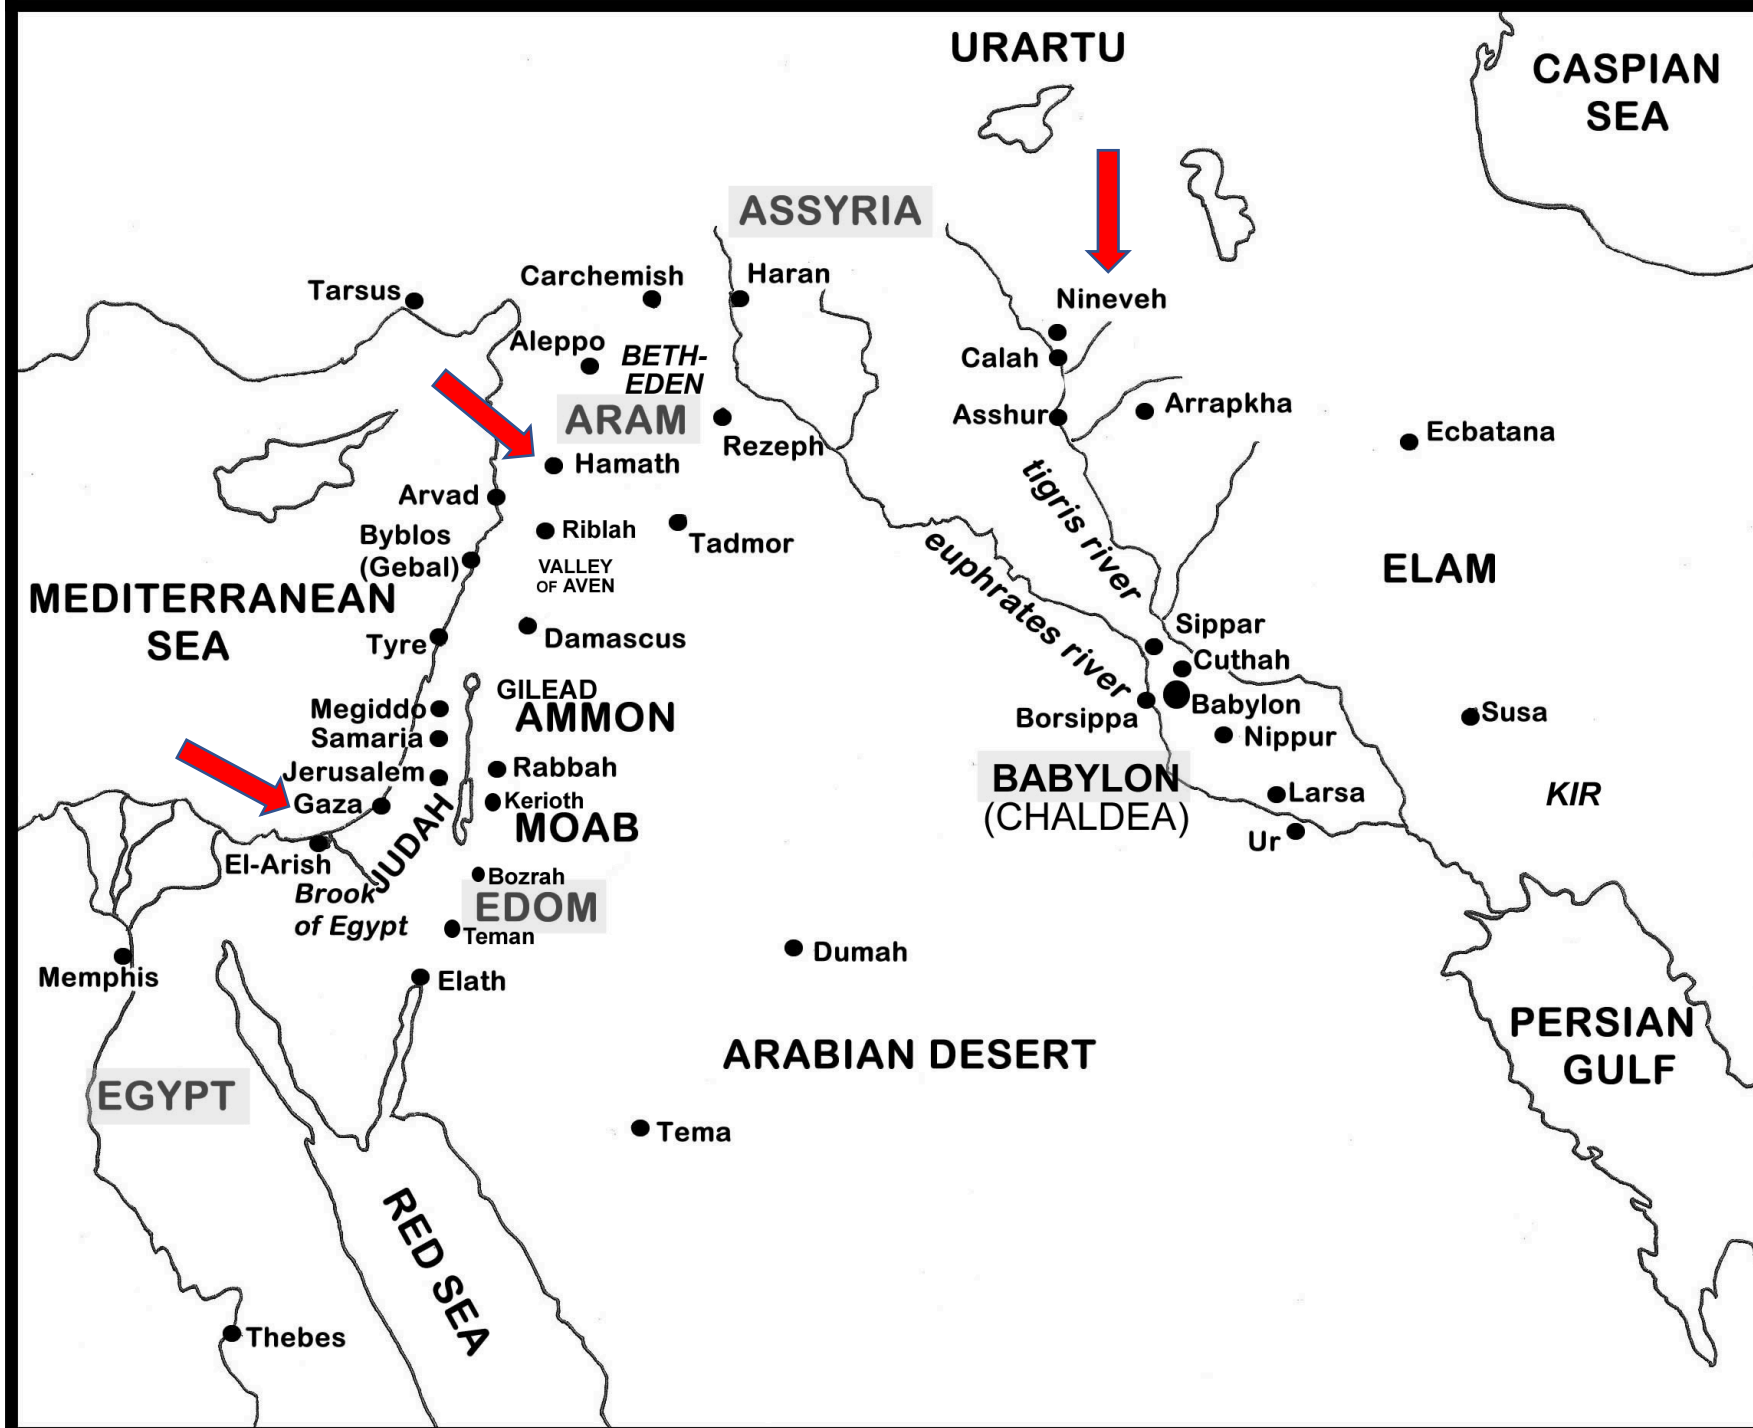 URARTU
CASPIAN
SEA
ASSYRIA
Carchemish
Haran
Tarsus
Nineveh
Aleppo
BETH-
EDEN
Calah
ARAM
Asshur
Arrapkha
Rezeph
Ecbatana
Hamath
Arvad
tigris river
Riblah
Tadmor
Byblos
(Gebal)
VALLEY
OF AVEN
euphrates river
ELAM
MEDITERRANEAN
SEA
Tyre
Damascus
Sippar
Cuthah
GILEAD
AMMON
Megiddo
Samaria
Borsippa
Babylon
Susa
Nippur
Jerusalem
Rabbah
BABYLON
(CHALDEA)
Larsa
KIR
Gaza
Kerioth
MOAB
JUDAH
Ur
El-Arish
Brook
of Egypt
Bozrah
EDOM
Teman
Dumah
Memphis
Elath
PERSIAN
GULF
ARABIAN DESERT
EGYPT
Tema
RED SEA
Thebes